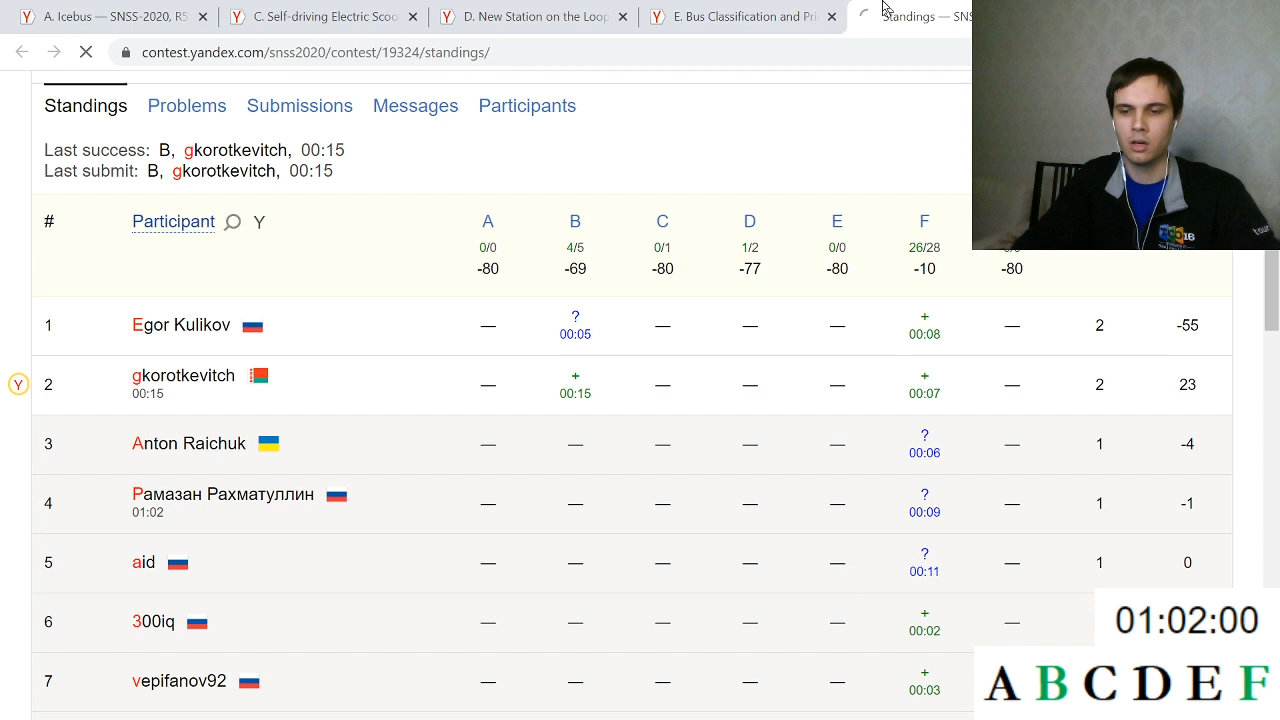 A. Icebus — SNSS-2020, R5
C. Self-driving Electric Scoo
D. New Station on the Loop
E. Bus Classification and Pri
Standings — SNS
contest.yandex.com/snss2020/contest/19324/standings/
Standings Problems Submissions Messages Participants
Last success: B, gkorotkevitch, 00:15
Last submit: B, gkorotkevitch, 00:15
# Participant Y A B C D E F
0/0 4/5 0/1 1/2 0/0 26/28
-80 -69 -80 -77 -80 -10 -80
1 Egor Kulikov — ? 00:05 — — — + 00:08 — 2 -55
2 gkorotkevitch 00:15 — + 00:15 — — — + 00:07 — 2 23
3 Anton Raichuk — — — — — ? 00:06 — 1 -4
4 Рамазан Рахматуллин 01:02 — — — — — ? 00:09 — 1 -1
5 aid — — — — — ? 00:11 — 1 0
6 300iq — — — — — + 00:02 —
7 vepifanov92 — — — — — + 00:03
01:02:00
A B C D E F